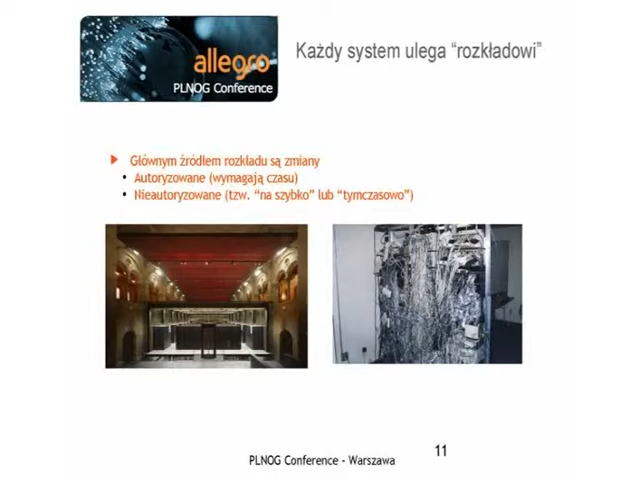 allegro
PLNOG Conference
Każdy system ulega “rozkładowi”
Głównym źródłem rozkładu są zmiany
• Autoryzowane (wymagają czasu)
• Nieautoryzowane (tzw. “na szybko” lub “tymczasowo”)
11
PLNOG Conference - Warszawa